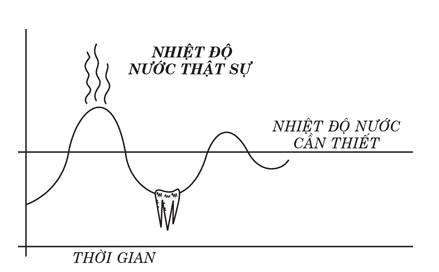 NHIỆT ĐỘ
NƯỚC THẬT SỰ
NHIỆT ĐỘ NƯỚC
CẦN THIẾT
THỜI GIAN